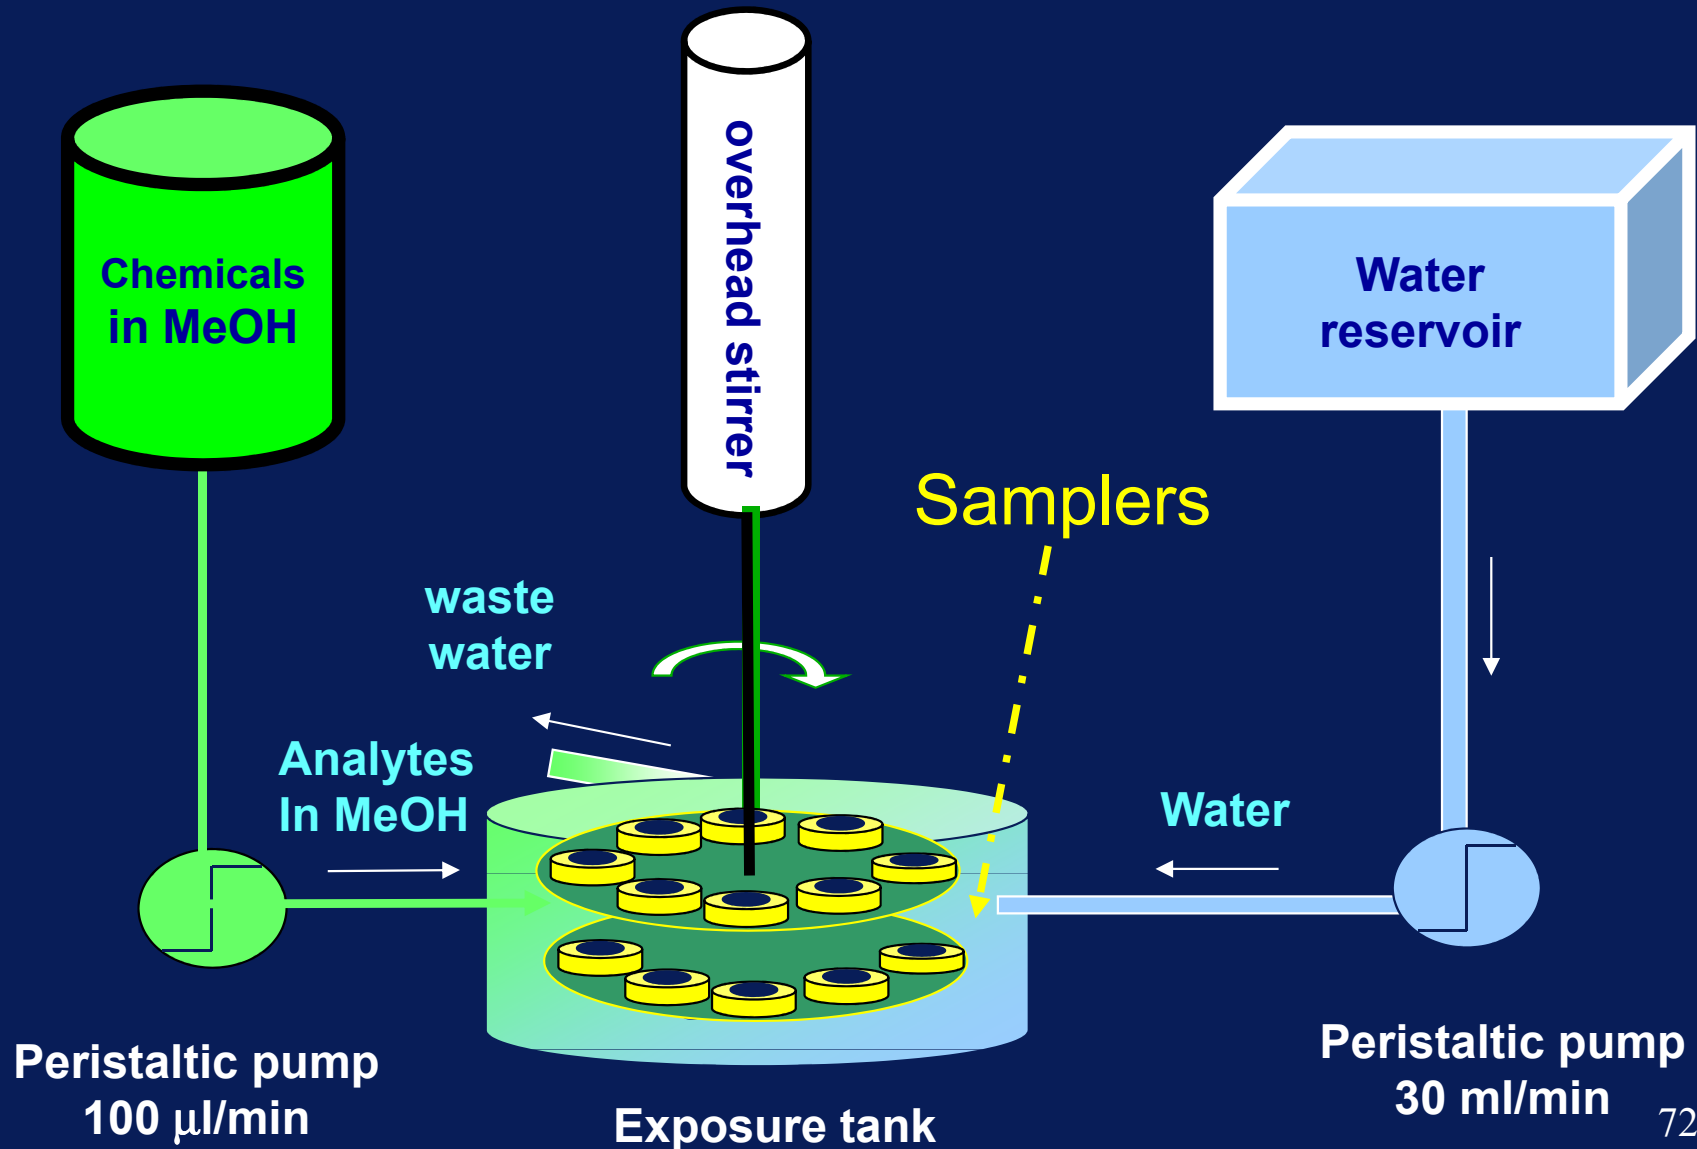 overhead stirrer
Chemicals
in MeOH
Water
reservoir
Samplers
waste
water
Analytes
In MeOH
Water
Peristaltic pump
100 μl/min
Exposure tank
Peristaltic pump
30 ml/min
72